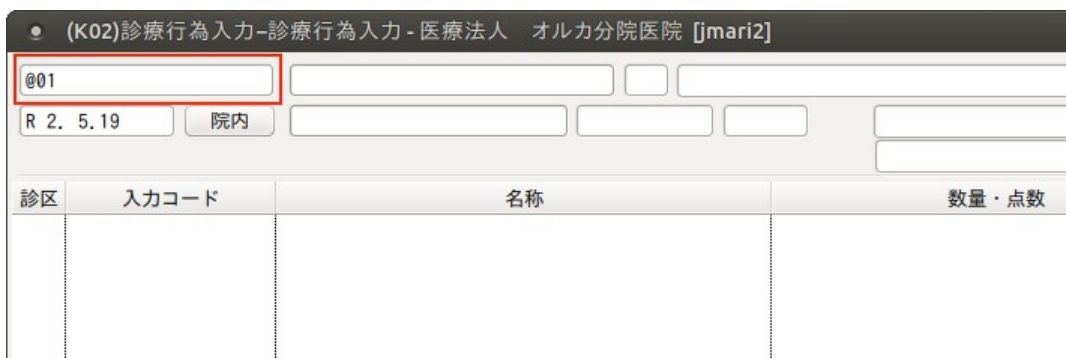 (K02)診療行為入力–診療行為入力 - 医療法人　オルカ分院医院 [jmari2]
@01
R 2. 5.19 院内
診区 入力コード 名称 数量・点数